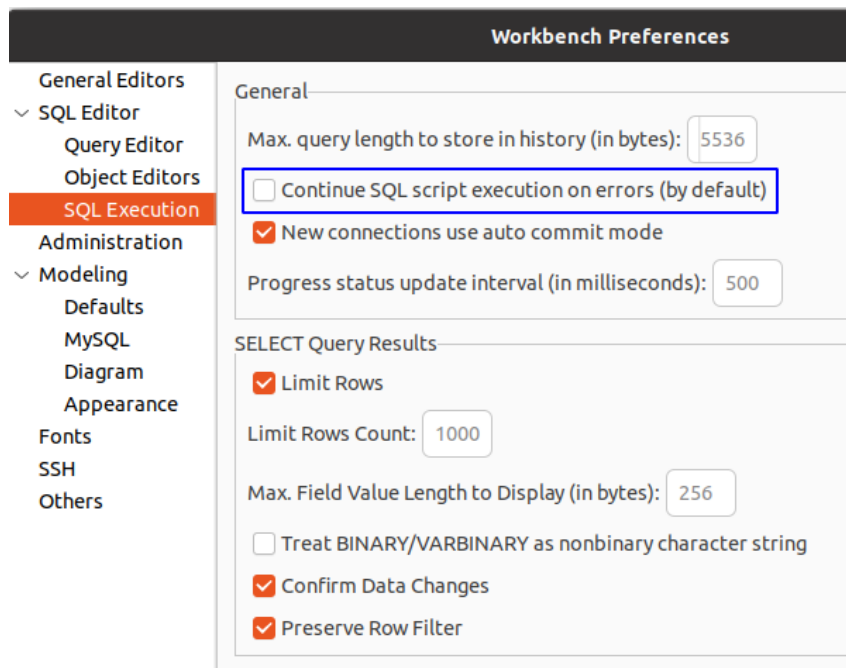 Workbench Preferences
General Editors
SQL Editor
Query Editor
Object Editors
SQL Execution
Administration
Modeling
Defaults
MySQL
Diagram
Appearance
Fonts
SSH
Others
General
Max. query length to store in history (in bytes): 5536
Continue SQL script execution on errors (by default)
New connections use auto commit mode
Progress status update interval (in milliseconds): 500
SELECT Query Results
Limit Rows
Limit Rows Count: 1000
Max. Field Value Length to Display (in bytes): 256
Treat BINARY/VARBINARY as nonbinary character string
Confirm Data Changes
Preserve Row Filter